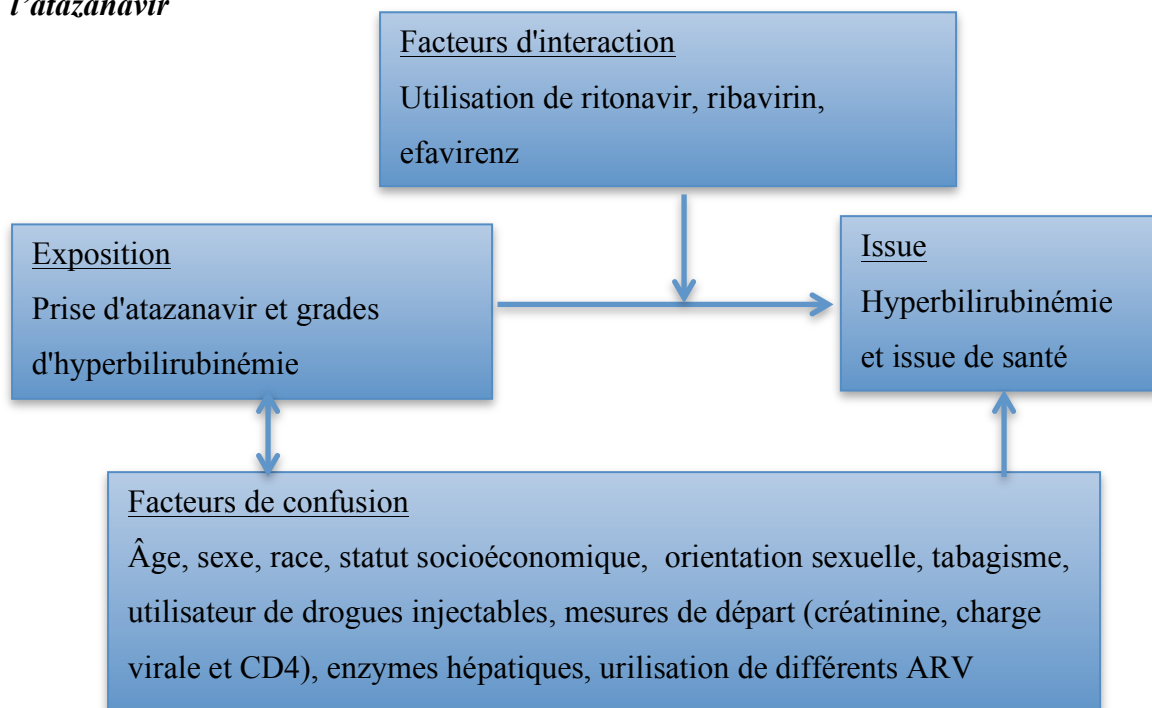 l'atazanavir
Facteurs d'interaction
Utilisation de ritonavir, ribavirin,
efavirenz
Exposition
Prise d'atazanavir et grades
d'hyperbilirubinémie
Issue
Hyperbilirubinémie
et issue de santé
Facteurs de confusion
Âge, sexe, race, statut socioéconomique, orientation sexuelle, tabagisme,
utilisateur de drogues injectables, mesures de départ (créatinine, charge
virale et CD4), enzymes hépatiques, urilisation de différents ARV